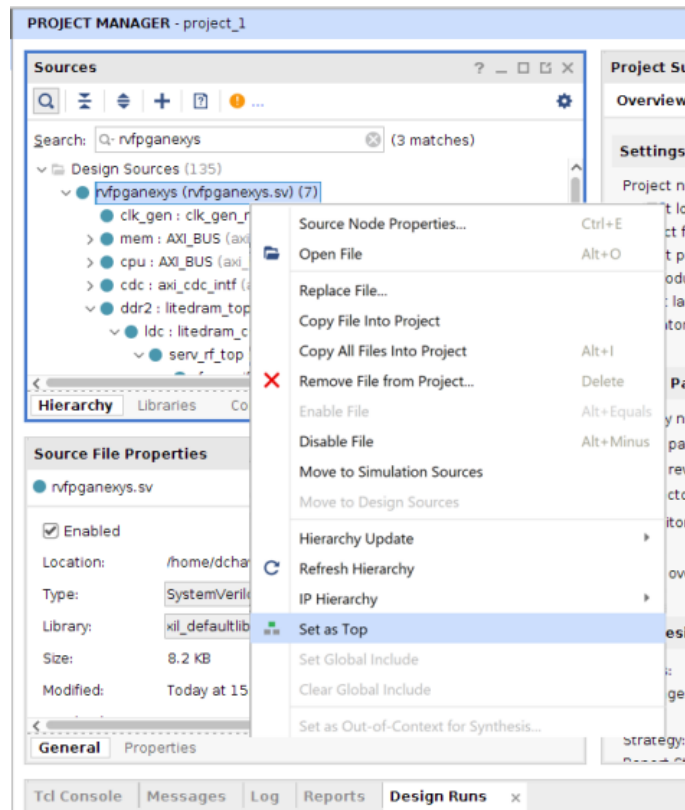 PROJECT MANAGER - project_1
Sources
? _
Project Su
Overview
Search: rvfpganexys (3 matches)
Settings
Design Sources (135)
Project n
rvfpganexys (rvfpganexys.sv) (7)
clk_gen : clk_gen_n
mem : AXI_BUS (axi_
cpu : AXI_BUS (axi_
cdc : axi_cdc_intf (
ddr2 : litedram_top
ldc : litedram_c
serv_rf_top
Hierarchy Libraries Co
Source Node Properties... Ctrl+E
Open File Alt+O
Replace File...
Copy File Into Project
Copy All Files Into Project Alt+I
Remove File from Project... Delete
Enable File Alt+Equals
Disable File Alt+Minus
Move to Simulation Sources
Move to Design Sources
Hierarchy Update
Refresh Hierarchy
IP Hierarchy
Set as Top
Set Global Include
Clear Global Include
Set as Out-of-Context for Synthesis...
Source File Properties
rvfpganexys.sv
Enabled
Location: /home/dcha
Type: SystemVeril
Library: xil_defaultlib
Size: 8.2 KB
Modified: Today at 15
General Properties
Strategy:
Tcl Console Messages Log Reports Design Runs